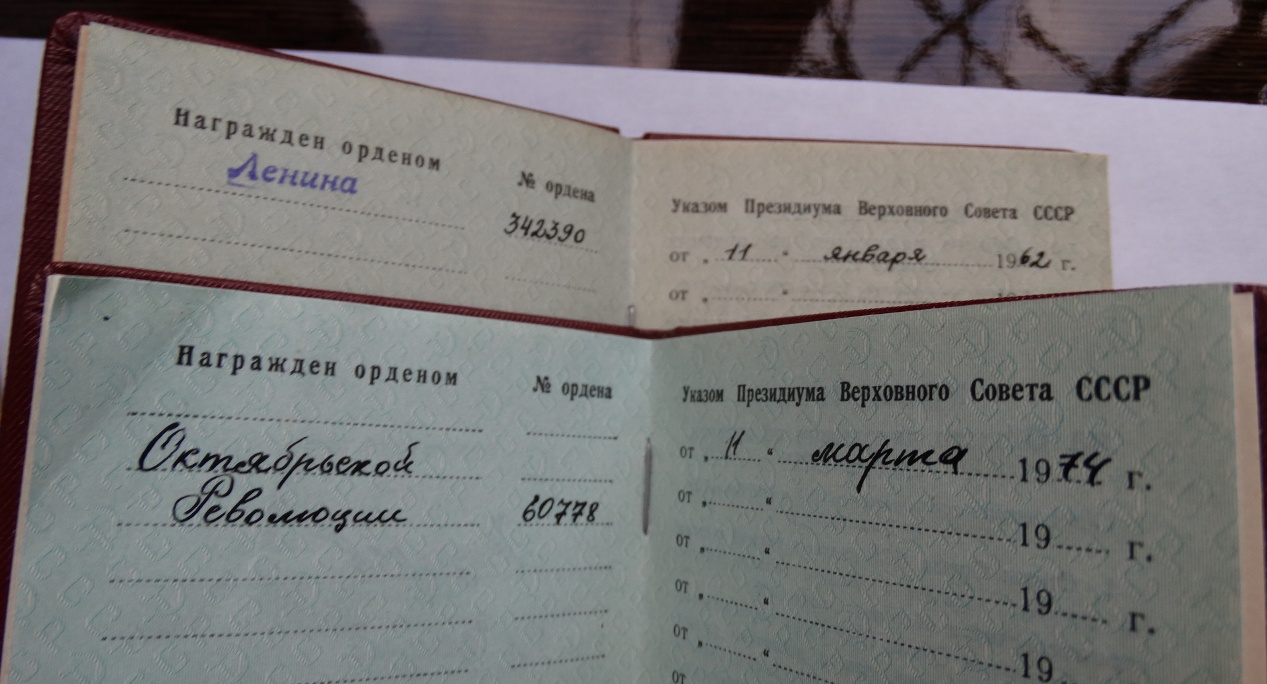 Награжден орденом
Ленина
№ ордена
342390
Указом Президиума Верховного Совета СССР
от „ 11 “ января 1962 г.
от „ “
Награжден орденом
№ ордена
Октябрьской
Революции 60778
Указом Президиума Верховного Совета СССР
от „ 11 “ марта 1974 г.
от „ “ 19 г.
от „ “ 19 г.
от „ “ 19 г.
от „ “ 19
от